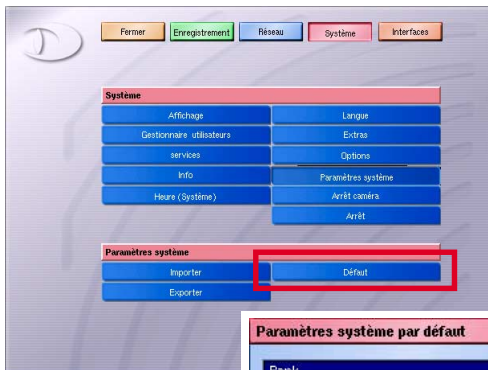 Fermer Enregistrement Réseau Système Interfaces
Système
Affichage Langue
Gestionnaire utilisateurs Extras
services Options
Info Paramètres système
Heure (Système) Arrêt caméra
Arrêt
Paramètres système
Importer Défaut
Exporter
Paramètres système par défaut
Bank